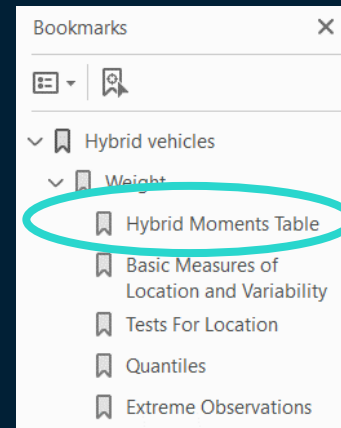 Bookmarks
Hybrid vehicles
Weight
Hybrid Moments Table
Basic Measures of
Location and Variability
Tests For Location
Quantiles
Extreme Observations